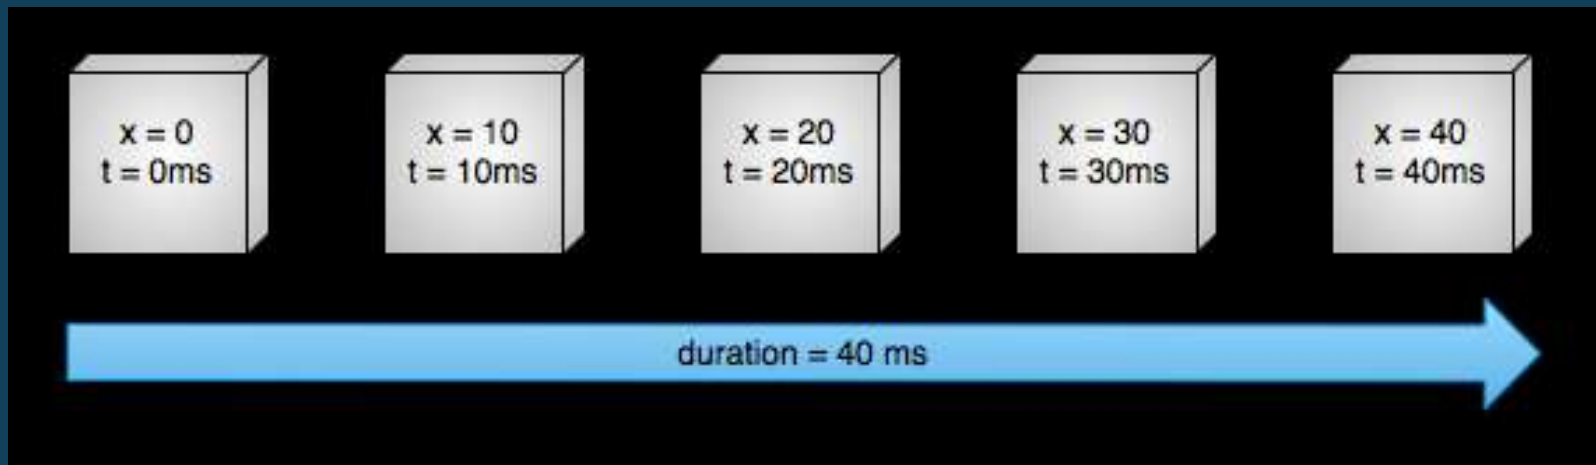 x = 0
t = 0ms
x = 10
t = 10ms
x = 20
t = 20ms
x = 30
t = 30ms
x = 40
t = 40ms
duration = 40 ms